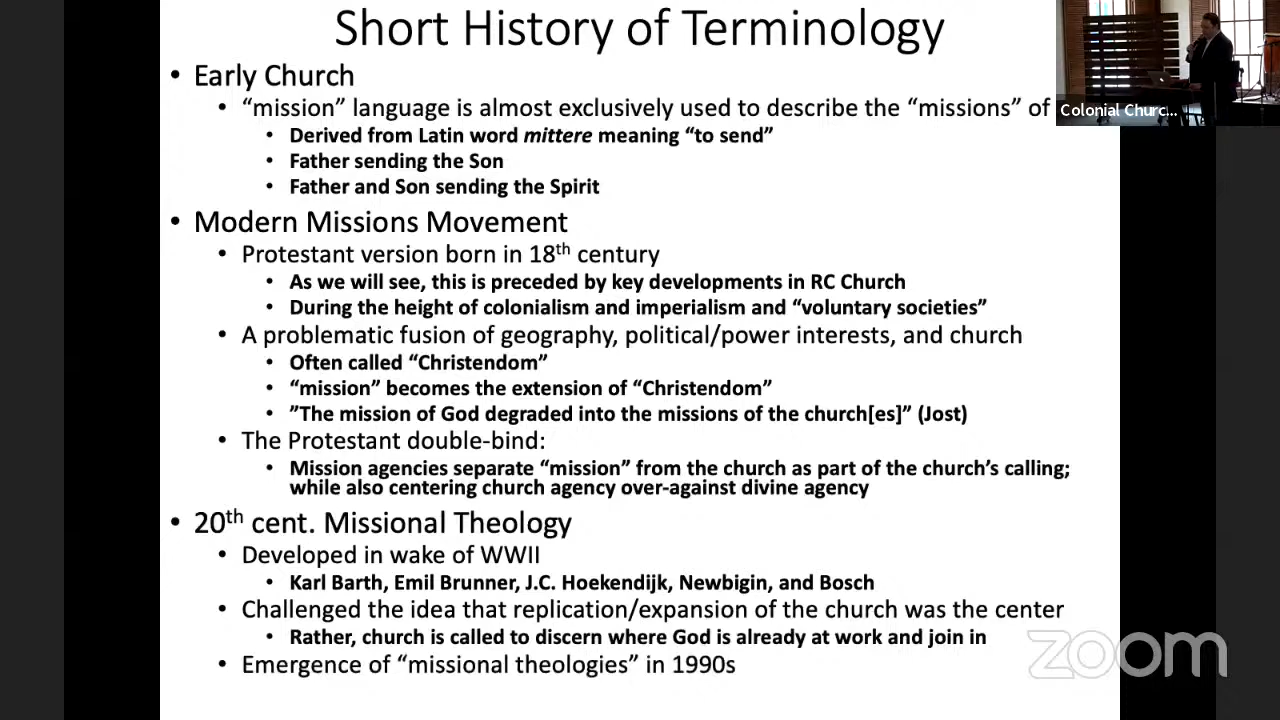 Short History of Terminology
• Early Church
• “mission” language is almost exclusively used to describe the “missions” of
• Derived from Latin word mittere meaning “to send”
• Father sending the Son
• Father and Son sending the Spirit
• Modern Missions Movement
• Protestant version born in 18th century
• As we will see, this is preceded by key developments in RC Church
• During the height of colonialism and imperialism and “voluntary societies”
• A problematic fusion of geography, political/power interests, and church
• Often called “Christendom”
• “mission” becomes the extension of “Christendom”
• ”The mission of God degraded into the missions of the church[es]” (Jost)
• The Protestant double-bind:
• Mission agencies separate “mission” from the church as part of the church’s calling;
while also centering church agency over-against divine agency
• 20th cent. Missional Theology
• Developed in wake of WWII
• Karl Barth, Emil Brunner, J.C. Hoekendijk, Newbigin, and Bosch
• Challenged the idea that replication/expansion of the church was the center
• Rather, church is called to discern where God is already at work and join in
• Emergence of “missional theologies” in 1990s
Colonial Churc...
zoom